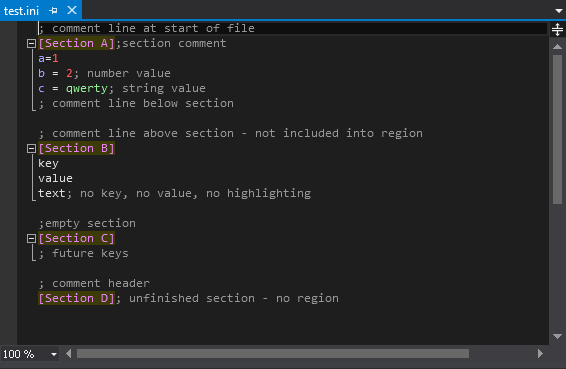 test.ini
; comment line at start of file
[Section A];section comment
a=1
b = 2; number value
c = qwerty; string value
; comment line below section
; comment line above section - not included into region
[Section B]
key
value
text; no key, no value, no highlighting
;empty section
[Section C]
; future keys
; comment header
[Section D]; unfinished section - no region
100 %